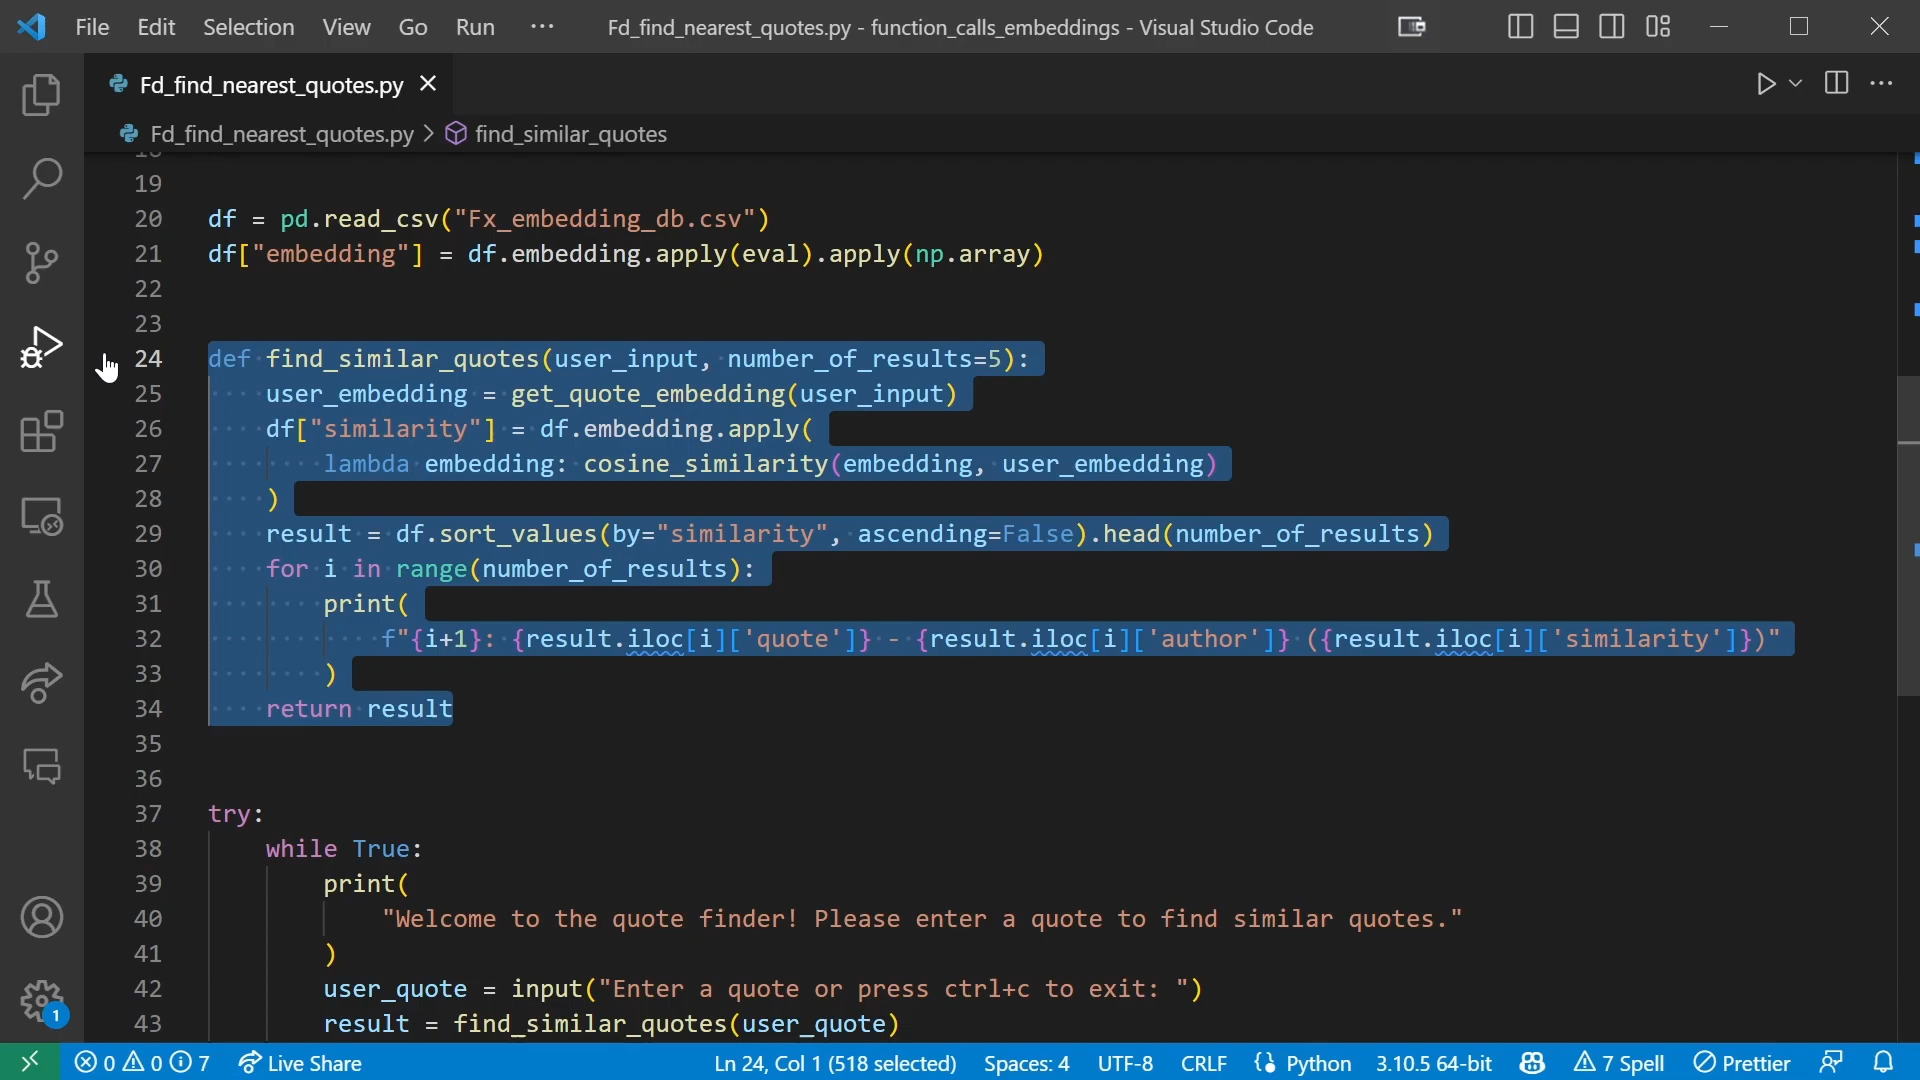 File Edit Selection View Go Run ··· Fd_find_nearest_quotes.py - function_calls_embeddings - Visual Studio Code
Fd_find_nearest_quotes.py
Fd_find_nearest_quotes.py > find_similar_quotes
19
20 df = pd.read_csv("Fx_embedding_db.csv")
21 df["embedding"] = df.embedding.apply(eval).apply(np.array)
22
23
24 def find_similar_quotes(user_input, number_of_results=5):
25     user_embedding = get_quote_embedding(user_input)
26     df["similarity"] = df.embedding.apply(
27         lambda embedding: cosine_similarity(embedding, user_embedding)
28     )
29     result = df.sort_values(by="similarity", ascending=False).head(number_of_results)
30     for i in range(number_of_results):
31         print(
32             f"{i+1}: {result.iloc[i]['quote']} - {result.iloc[i]['author']} ({result.iloc[i]['similarity']})"
33         )
34     return result
35
36
37 try:
38     while True:
39         print(
40             "Welcome to the quote finder! Please enter a quote to find similar quotes."
41         )
42         user_quote = input("Enter a quote or press ctrl+c to exit: ")
43         result = find_similar_quotes(user_quote)
1
0 0 7 Live Share Ln 24, Col 1 (518 selected) Spaces: 4 UTF-8 CRLF Python 3.10.5 64-bit 7 Spell Prettier